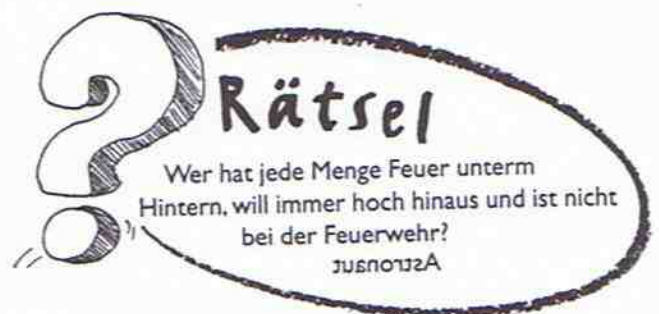 Rätsel
Wer hat jede Menge Feuer unterm
Hintern, will immer hoch hinaus und ist nicht
bei der Feuerwehr?
Astronaut